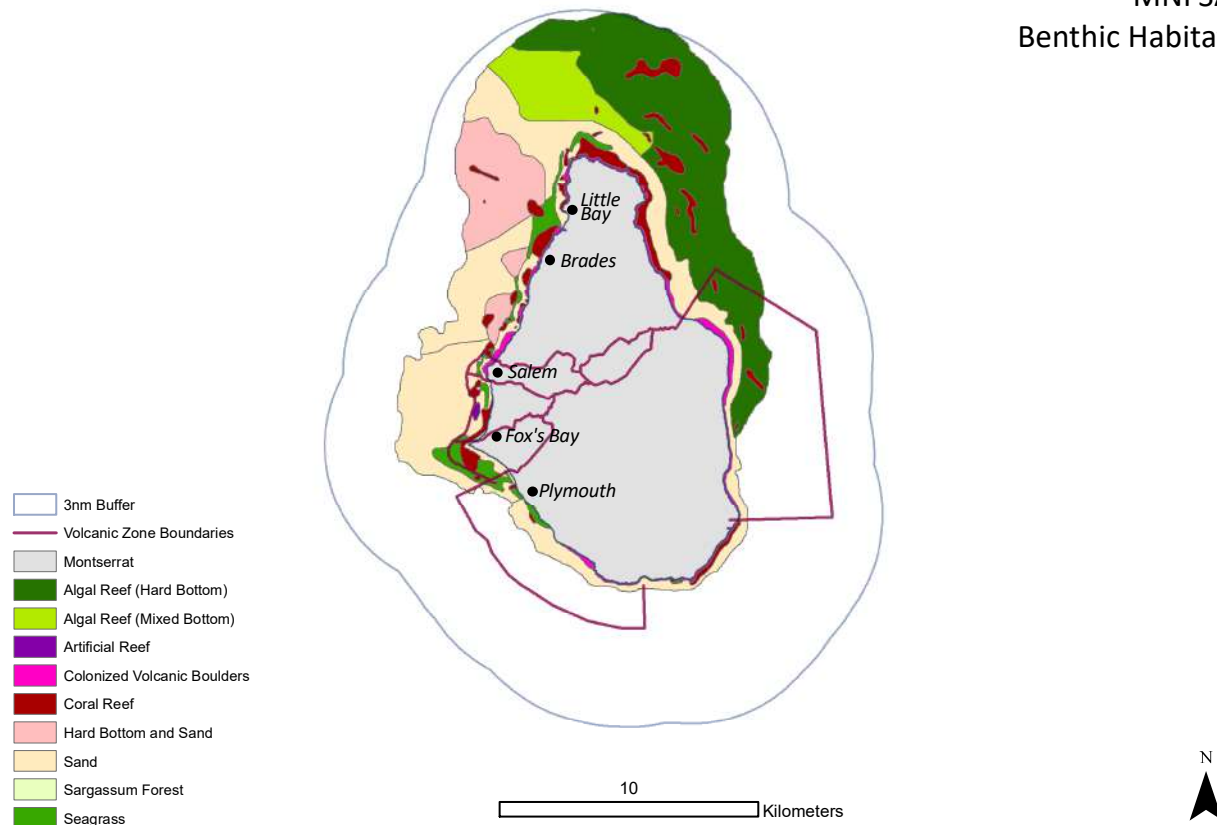 MNI
Benthic Habita
Little
Bay
Brades
Salem
Fox's Bay
Plymouth
3nm Buffer
Volcanic Zone Boundaries
Montserrat
Algal Reef (Hard Bottom)
Algal Reef (Mixed Bottom)
Artificial Reef
Colonized Volcanic Boulders
Coral Reef
Hard Bottom and Sand
Sand
Sargassum Forest
Seagrass
10
Kilometers
N